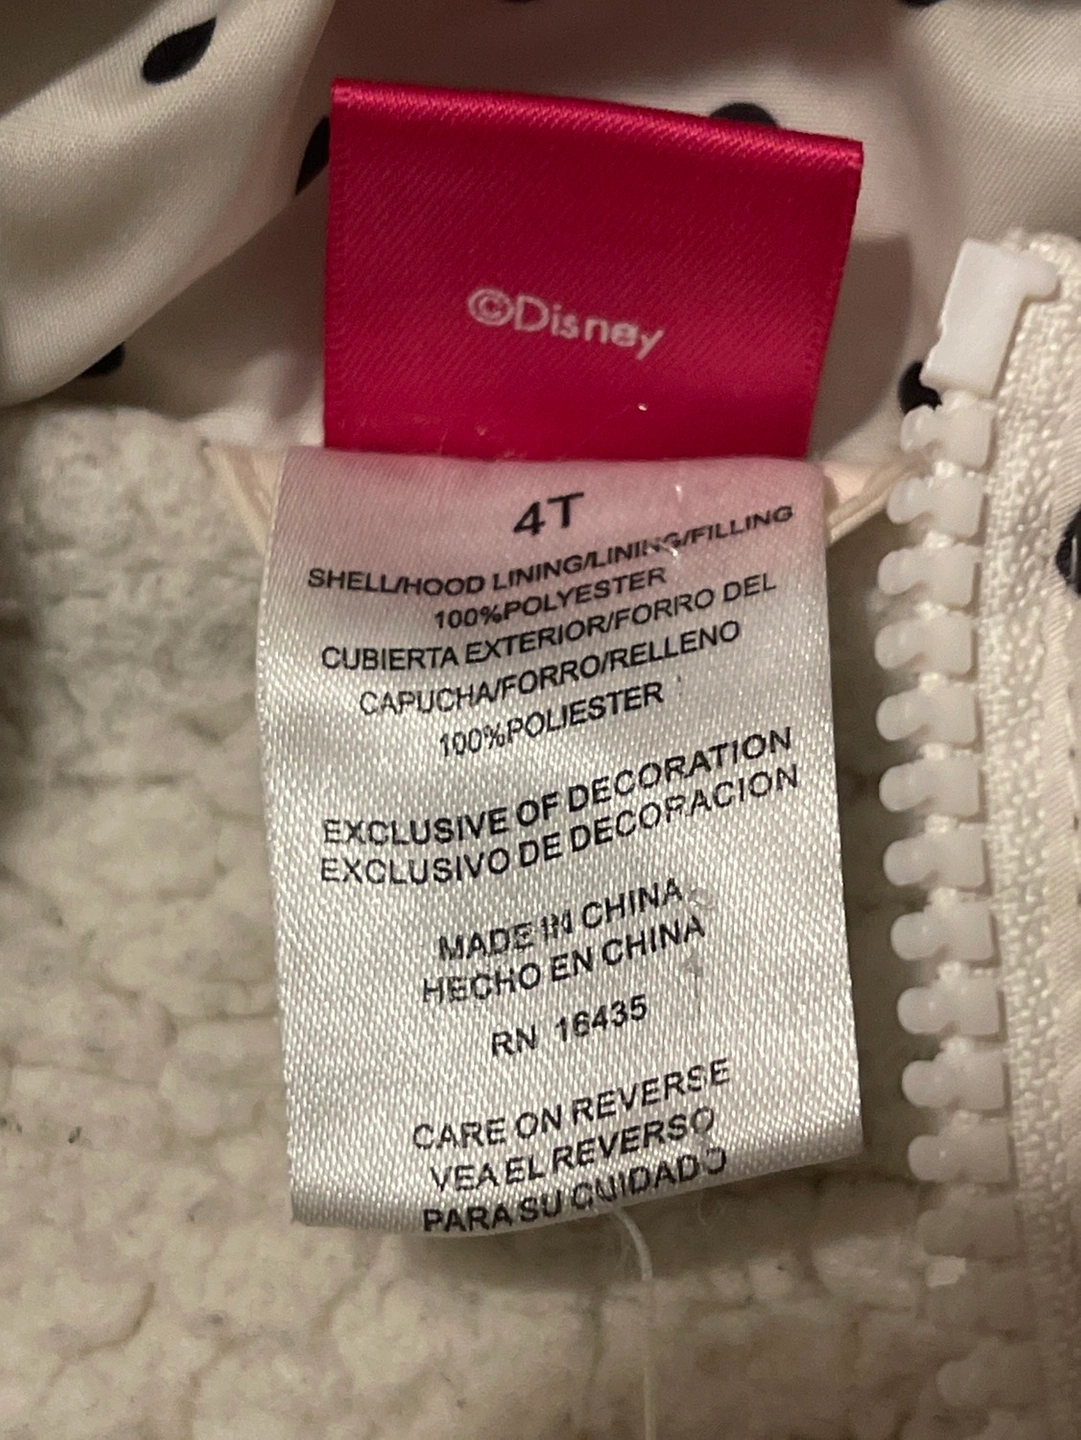 ©Disney
4T
SHELL/HOOD LINING/LINING/FILLING
100%POLYESTER
CUBIERTA EXTERIOR/FORRO DEL
CAPUCHA/FORRO/RELLENO
100%POLIESTER
EXCLUSIVE OF DECORATION
EXCLUSIVO DE DECORACION
MADE IN CHINA
HECHO EN CHINA
RN 16435
CARE ON REVERSE
VEA EL REVERSO
PARA SU CUIDADO